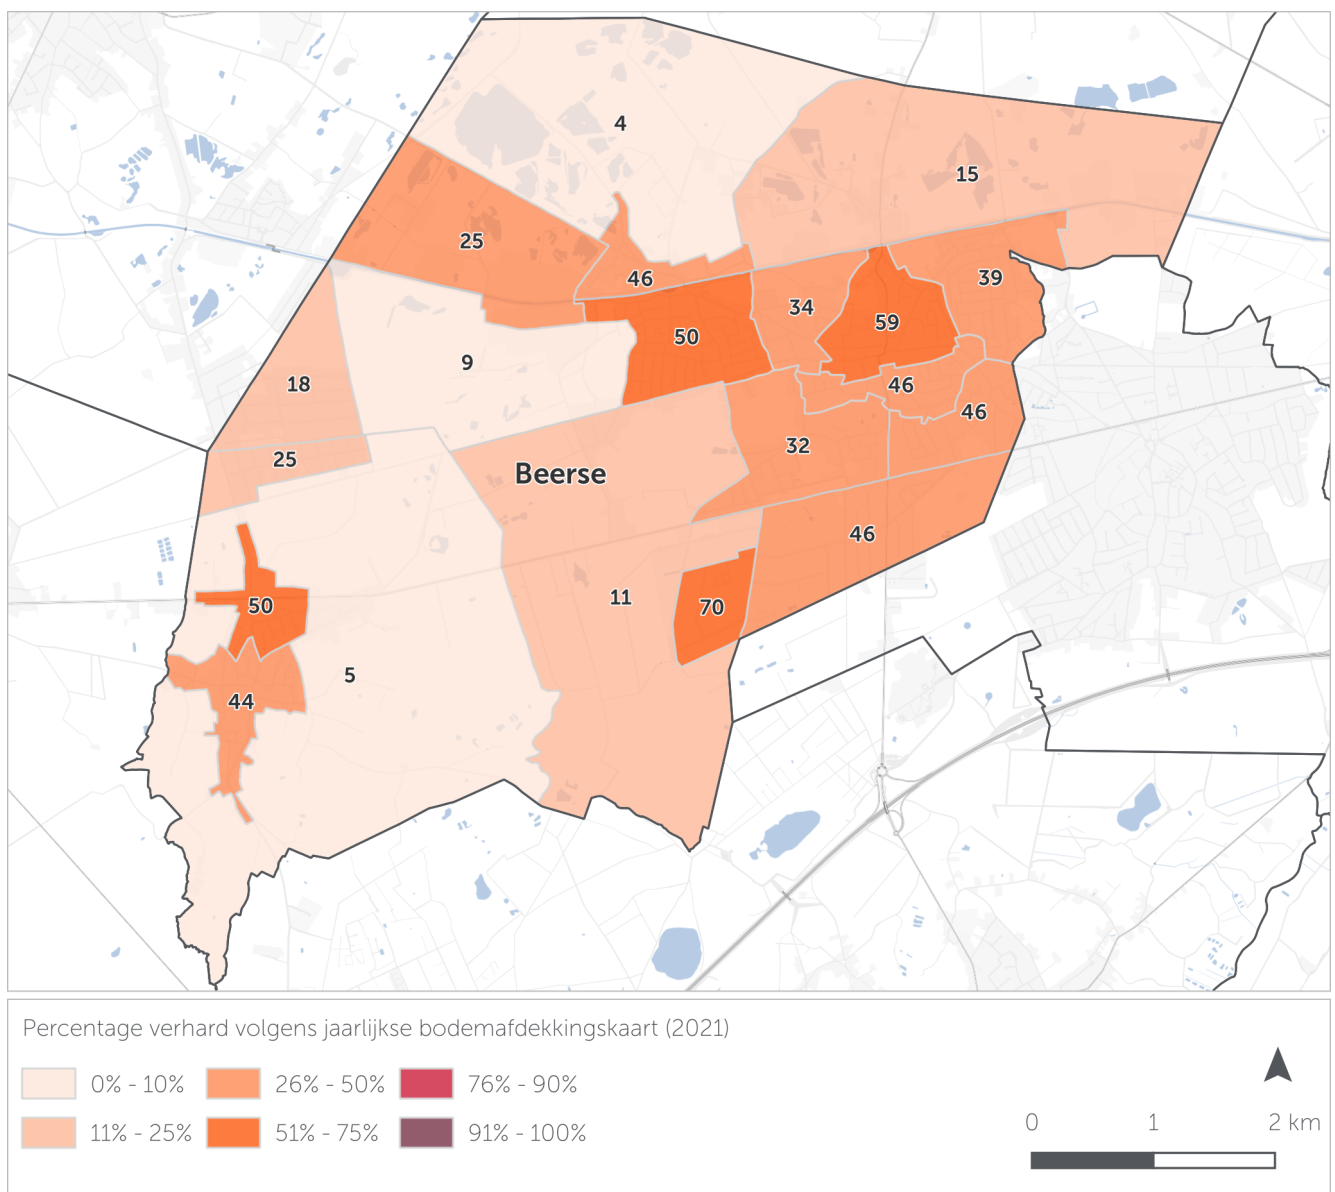 4
15
25
46
39
34
59
50
9
18
46
46
32
25
Beerse
46
11
70
50
5
44
Percentage verhard volgens jaarlijkse bodemafdekkingskaart (2021)
0% - 10%
26% - 50%
76% - 90%
11% - 25%
51% - 75%
91% - 100%
0 1 2 km